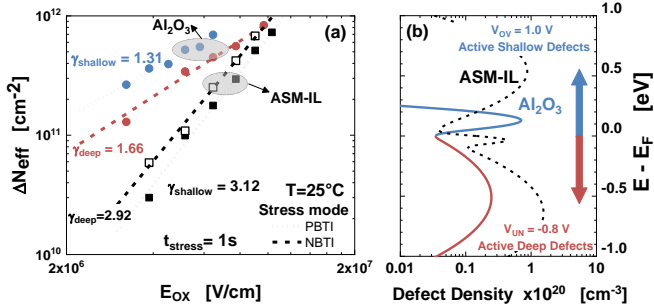 (a)
Al₂O₃
γshallow = 1.31
ASM-IL
γdeep = 1.66
γshallow = 3.12
γdeep=2.92
T=25°C
Stress mode
PBTI
NBTI
tstress= 1s
10¹²
10¹¹
10¹⁰
ΔNeff [cm⁻²]
2x10⁶
2x10⁷
EOX [V/cm]
(b)
VOV = 1.0 V
Active Shallow Defects
ASM-IL
Al₂O₃
VUN = -0.8 V
Active Deep Defects
1.0
0.5
0.0
-0.5
-1.0
E - EF [eV]
0.01
0.1
1
10
Defect Density x10²⁰ [cm⁻³]